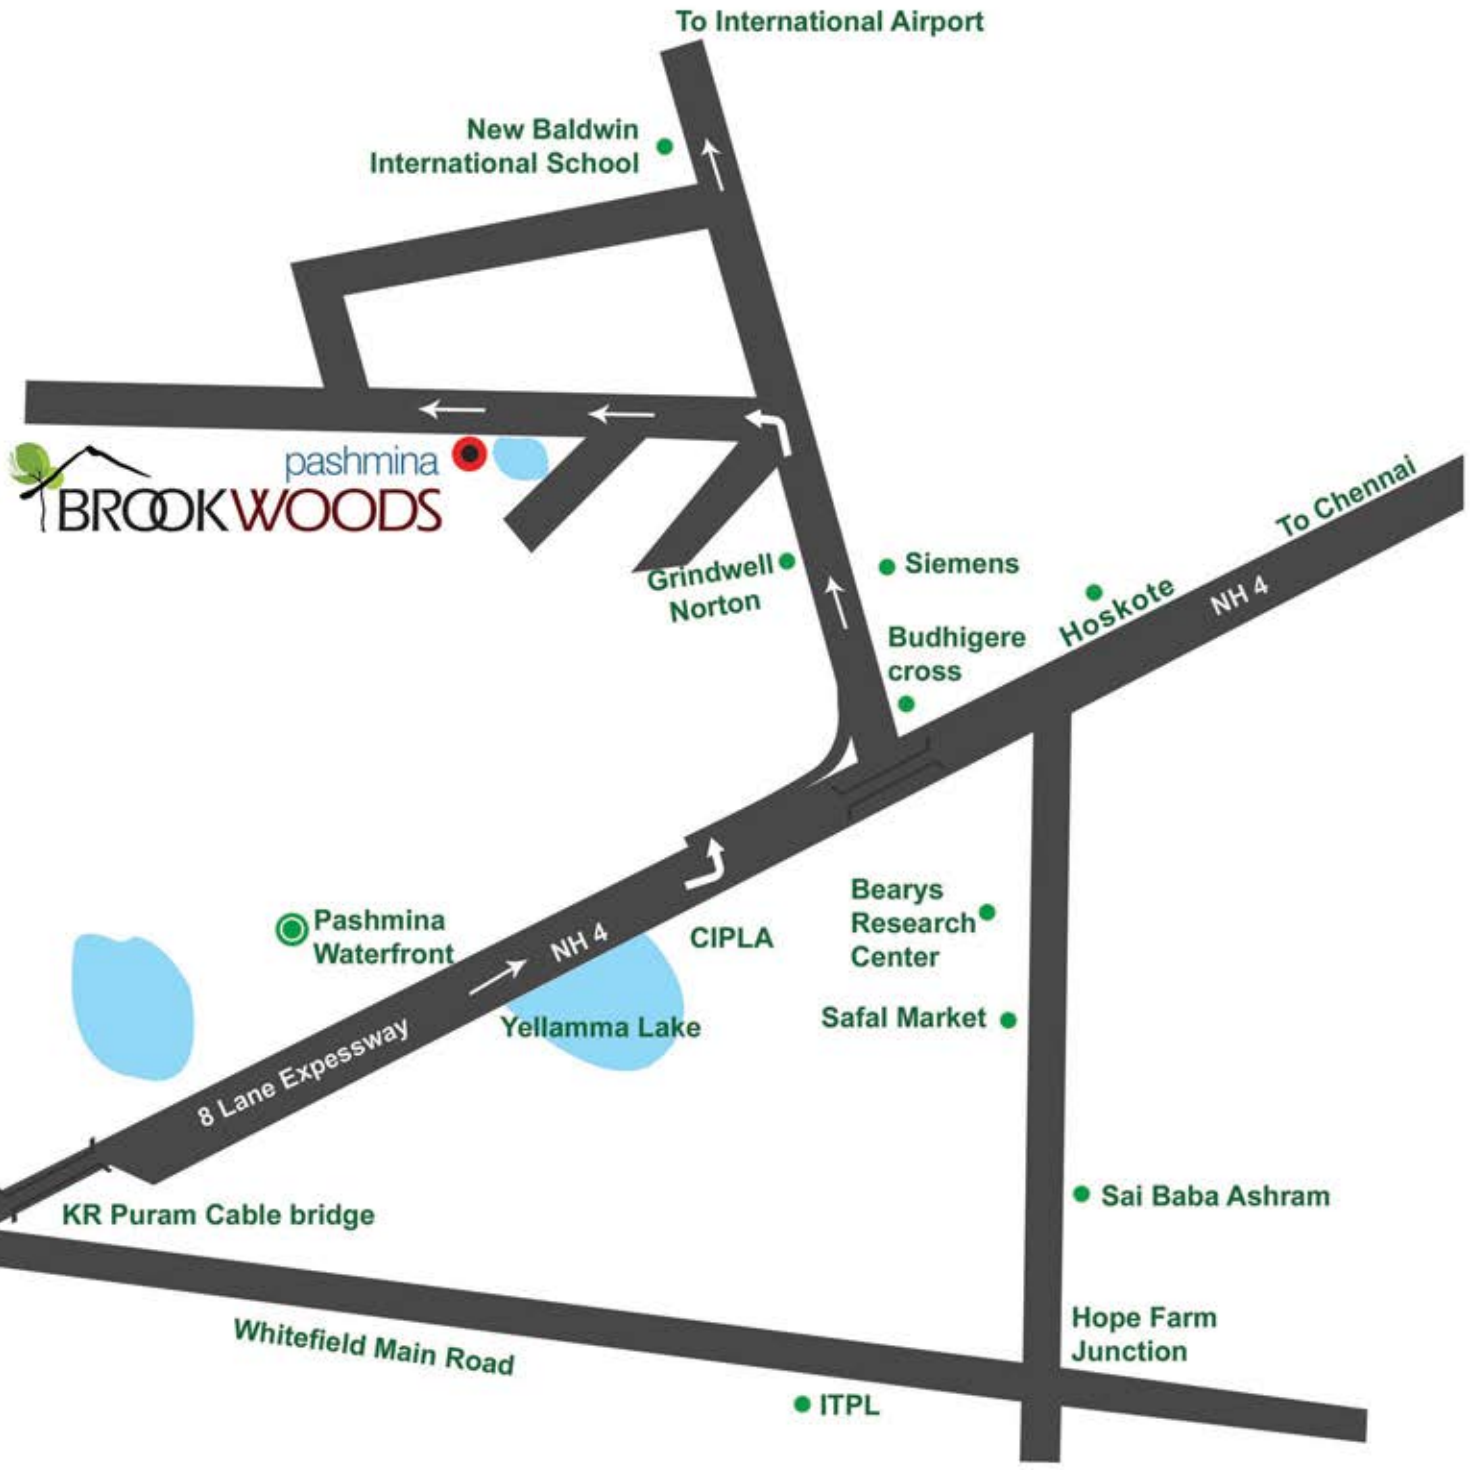 To International Airport
New Baldwin
International School
pashmina
BROOKWOODS
To Chennai
NH 4
Hoskote
Grindwell
Norton
Siemens
Budhigere
cross
Pashmina
Waterfront
NH 4
CIPLA
Bearys
Research
Center
Safal Market
Yellamma Lake
8 Lane Expessway
KR Puram Cable bridge
Sai Baba Ashram
Hope Farm
Junction
Whitefield Main Road
ITPL